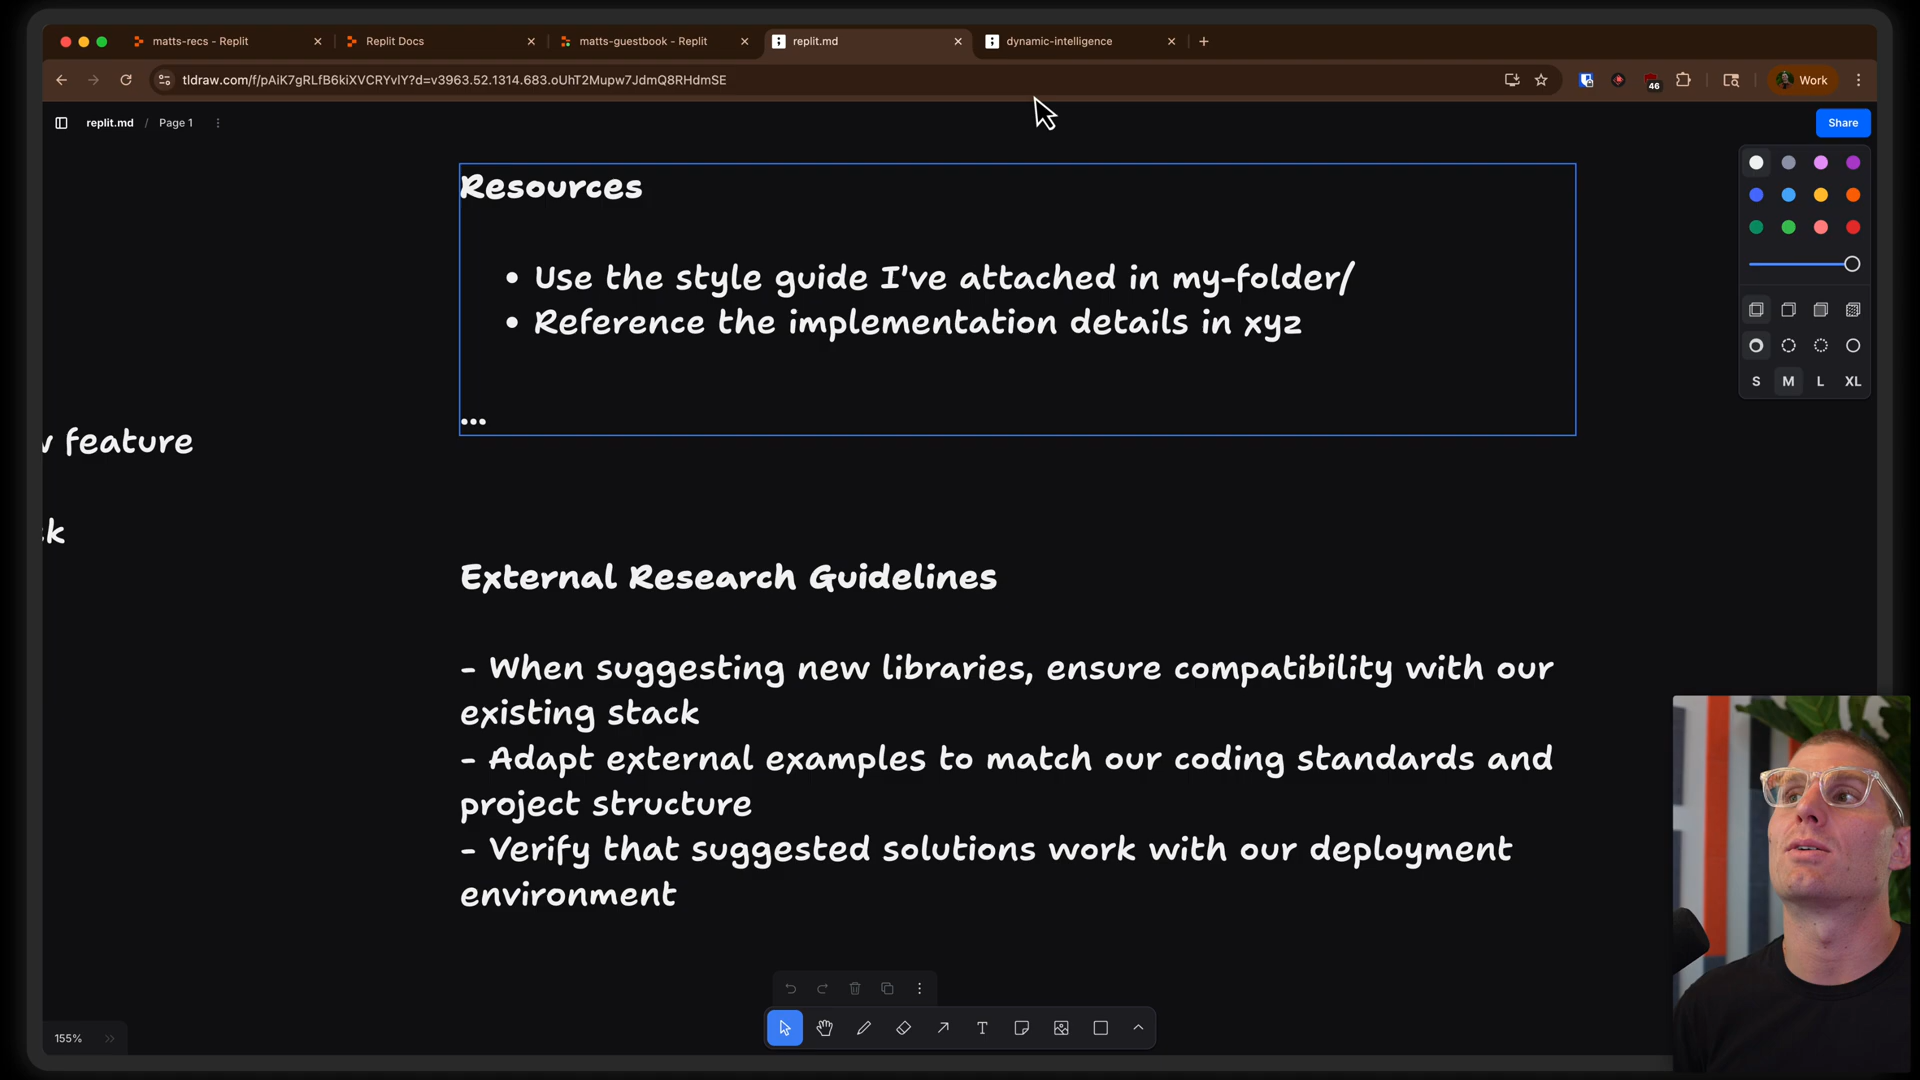 matts-recs - Replit
Replit Docs
matts-guestbook - Replit
replit.md
dynamic-intelligence
tldraw.com/f/pAiK7gRLfB6kiXVCRYvlY?d=v3963.52.1314.683.oUhT2Mupw7JdmQ8RHdmSE
46
Work
replit.md / Page 1
Share
Resources
• Use the style guide I've attached in my-folder/
• Reference the implementation details in xyz
...
S M L XL
feature
External Research Guidelines
- When suggesting new libraries, ensure compatibility with our
existing stack
- Adapt external examples to match our coding standards and
project structure
- Verify that suggested solutions work with our deployment
environment
155%